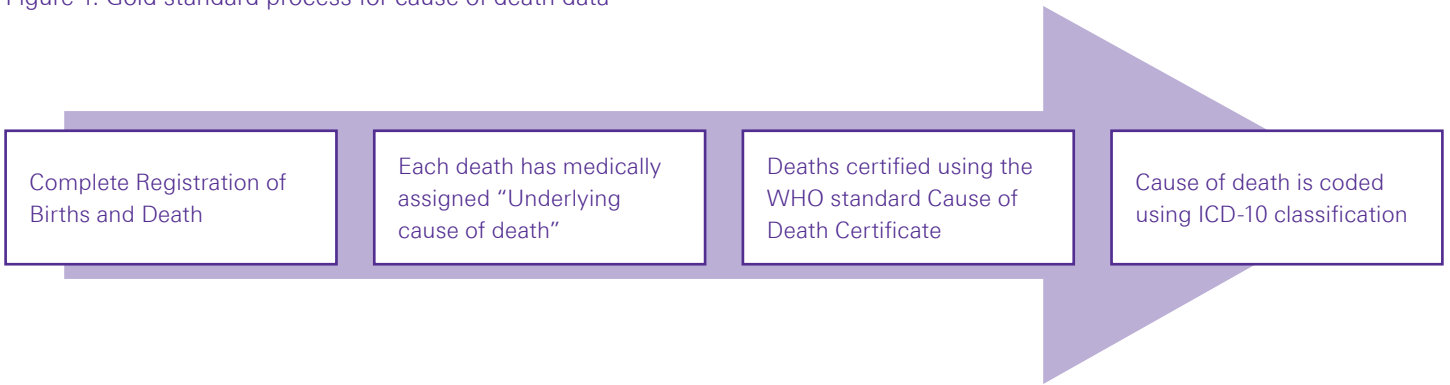 Figure 1: Gold standard process for cause of death data
Complete Registration of
Births and Death
Each death has medically
assigned “Underlying
cause of death”
Deaths certified using the
WHO standard Cause of
Death Certificate
Cause of death is coded
using ICD-10 classification